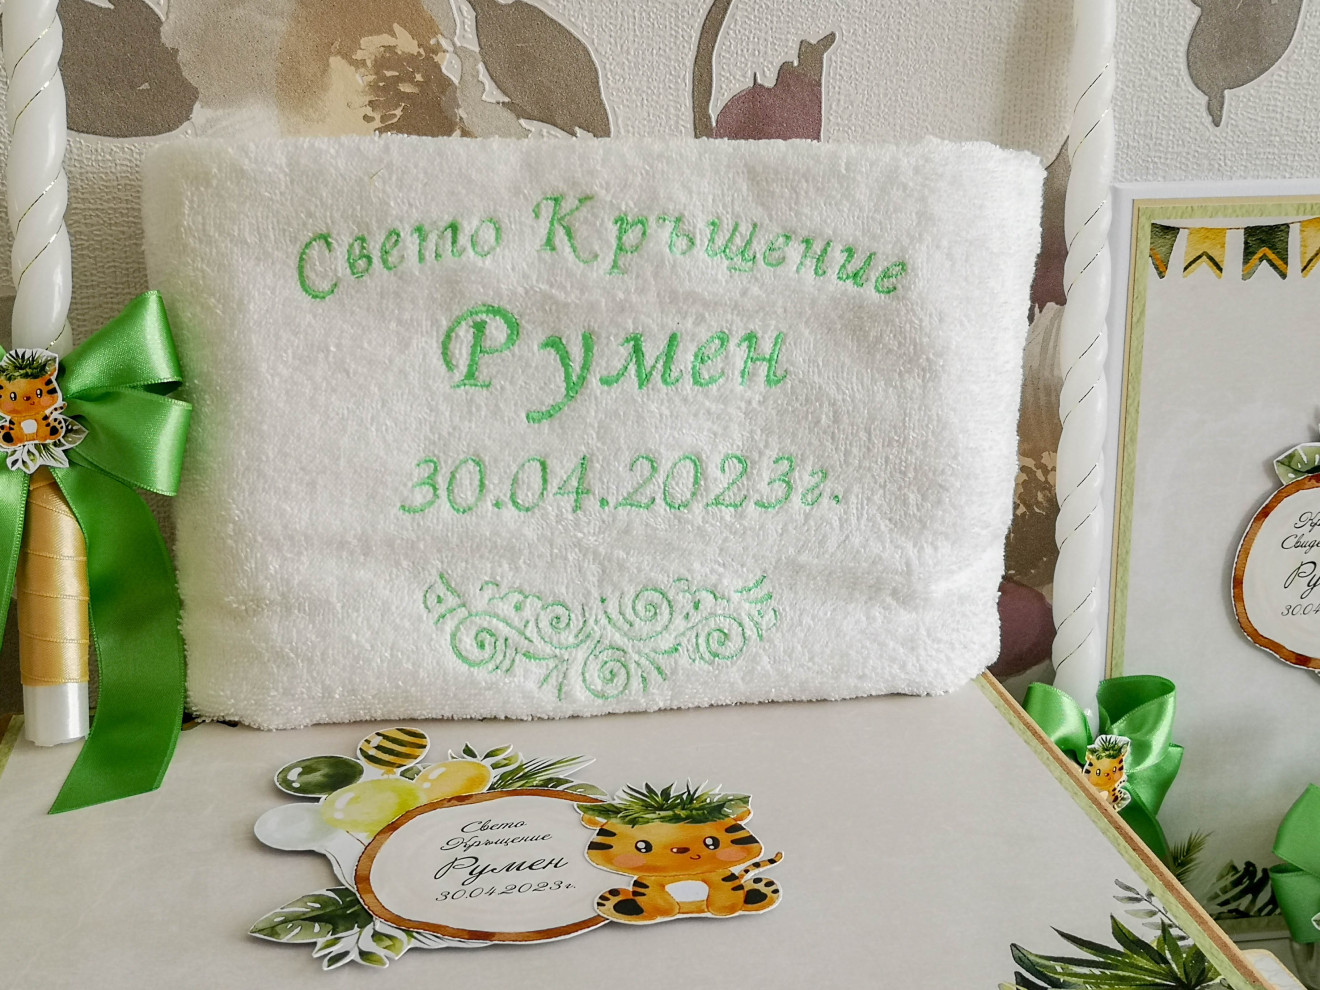 Свето Кръщение
Румен
30.04.2023г.
Свето
Кръщение
Румен
30.04.2023г.